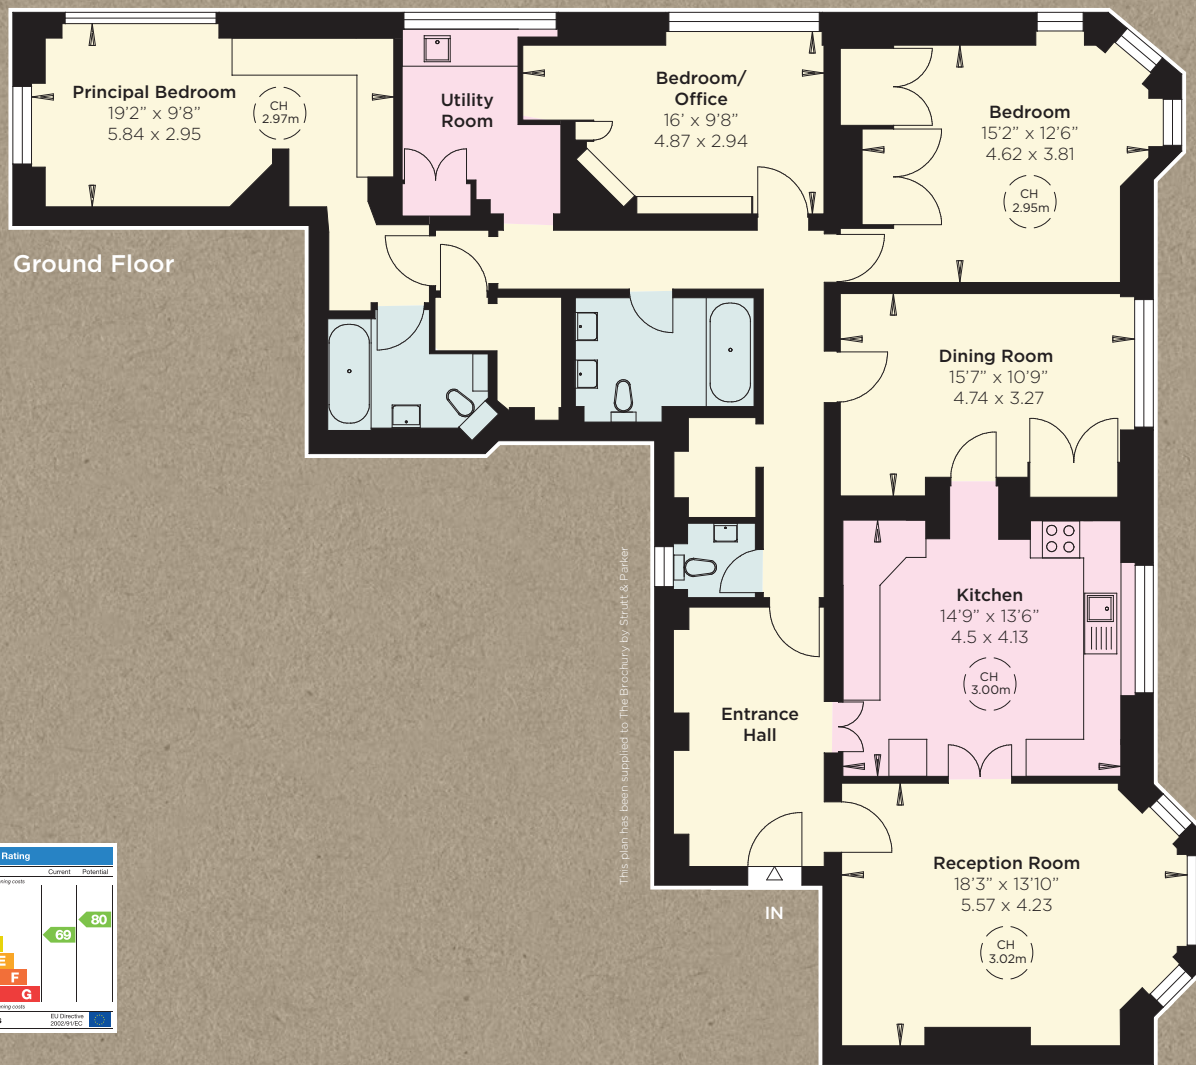 Principal Bedroom
19’2” x 9’8”
5.84 x 2.95
CH
2.97m
Utility
Room
Bedroom/
Office
16’ x 9’8”
4.87 x 2.94
Bedroom
15’2” x 12’6”
4.62 x 3.81
CH
2.95m
Ground Floor
Dining Room
15’7” x 10’9”
4.74 x 3.27
Kitchen
14’9” x 13’6”
4.5 x 4.13
CH
3.00m
Entrance
Hall
This plan has been supplied to The Brochury by Strutt & Parker
Reception Room
18’3” x 13’10”
5.57 x 4.23
CH
3.02m
IN
Rating
Current Potential
69
80
E
F
G
EU Directive
2002/91/EC